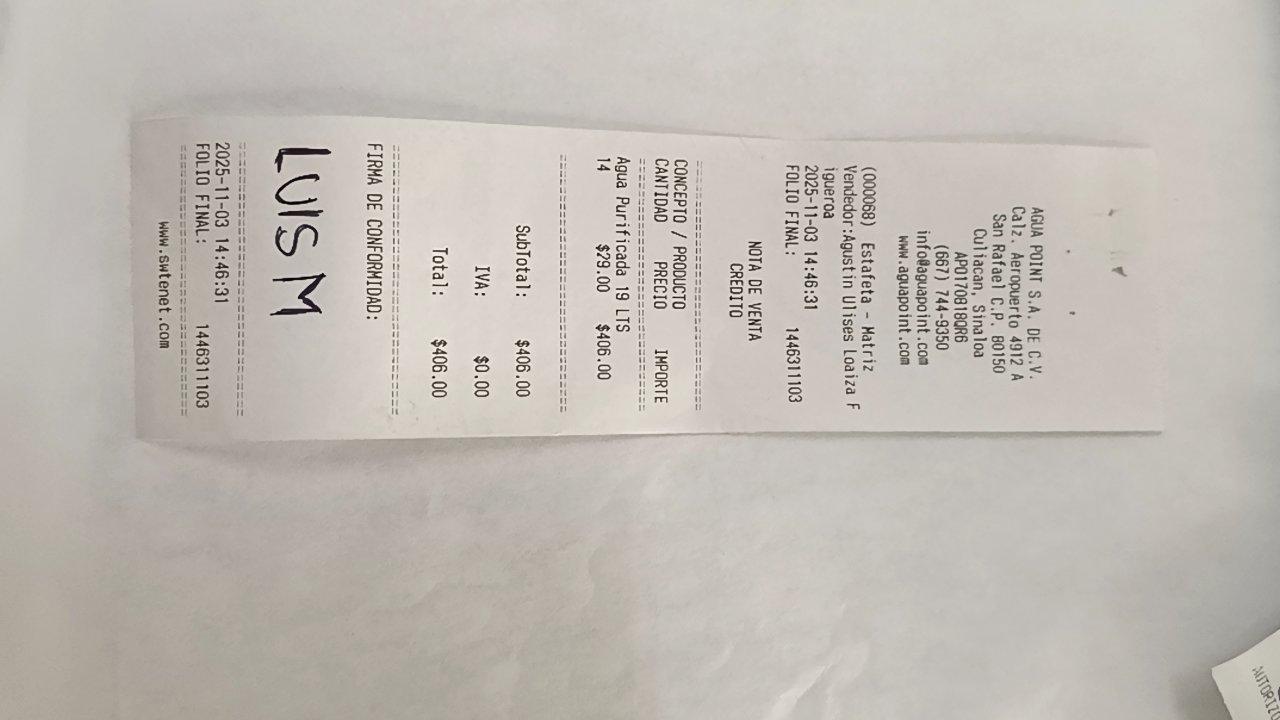 AGUA POINT S.A. DE C.V.
Calz. Aeropuerto 4912 A
San Rafael C.P. 80150
Culiacan, Sinaloa
APO170818QR6
(667) 744-9350
info@aguapoint.com
www.aguapoint.com
(000068) Estafeta - Matriz
Vendedor:Agustin Ulises Loaiza F
igueroa
2025-11-03 14:46:31
FOLIO FINAL: 1446311103
NOTA DE VENTA
CREDITO
CONCEPTO / PRODUCTO
CANTIDAD PRECIO IMPORTE
Agua Purificada 19 LTS
14 $29.00 $406.00
SubTotal: $406.00
IVA: $0.00
Total: $406.00
FIRMA DE CONFORMIDAD:
LUIS M
2025-11-03 14:46:31
FOLIO FINAL: 1446311103
www.swtenet.com